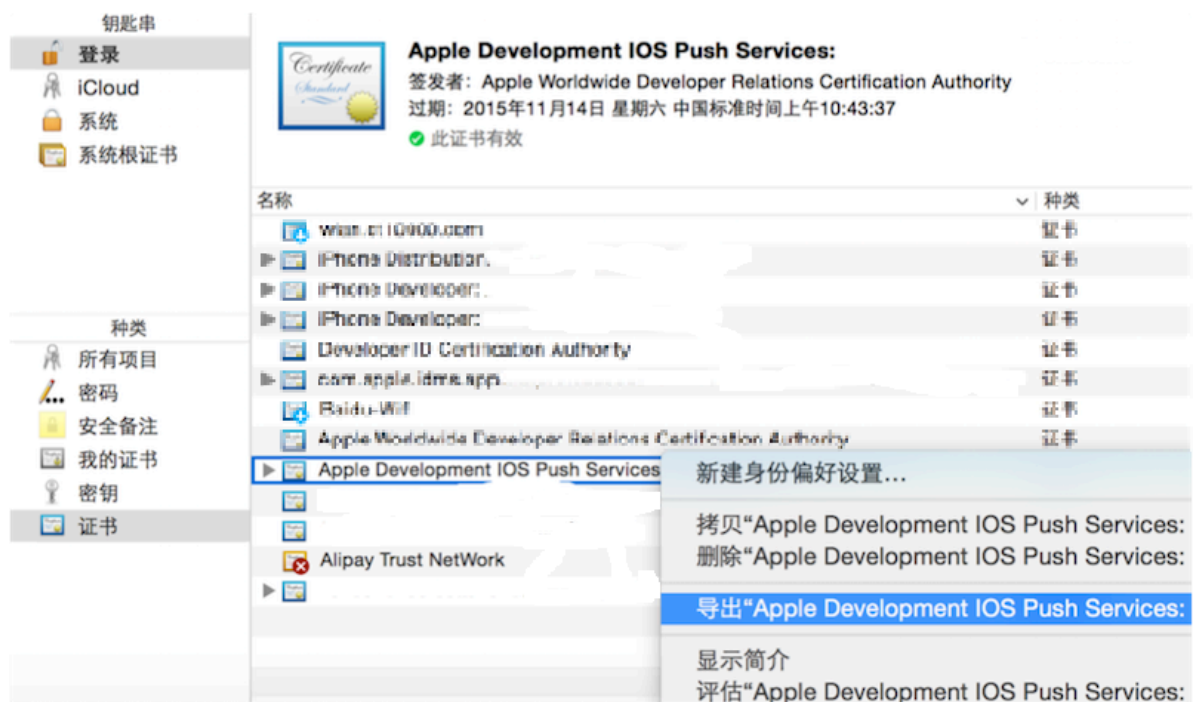 钥匙串
登录
iCloud
系统
系统根证书
种类
所有项目
密码
安全备注
我的证书
密钥
证书
Certificate
Standard
Apple Development IOS Push Services:
签发者：Apple Worldwide Developer Relations Certification Authority
过期：2015年11月14日 星期六 中国标准时间上午10:43:37
此证书有效
名称 种类
证书
iPhone Distribution: 证书
iPhone Developer: 证书
iPhone Developer: 证书
Developer ID Certification Authority 证书
com.apple.idms.app. 证书
Baidu-Wifi 证书
Apple Worldwide Developer Relations Certification Authority 证书
Apple Development IOS Push Services
Alipay Trust NetWork
新建身份偏好设置...
拷贝“Apple Development IOS Push Services:
删除“Apple Development IOS Push Services:
导出“Apple Development IOS Push Services:
显示简介
评估“Apple Development IOS Push Services: